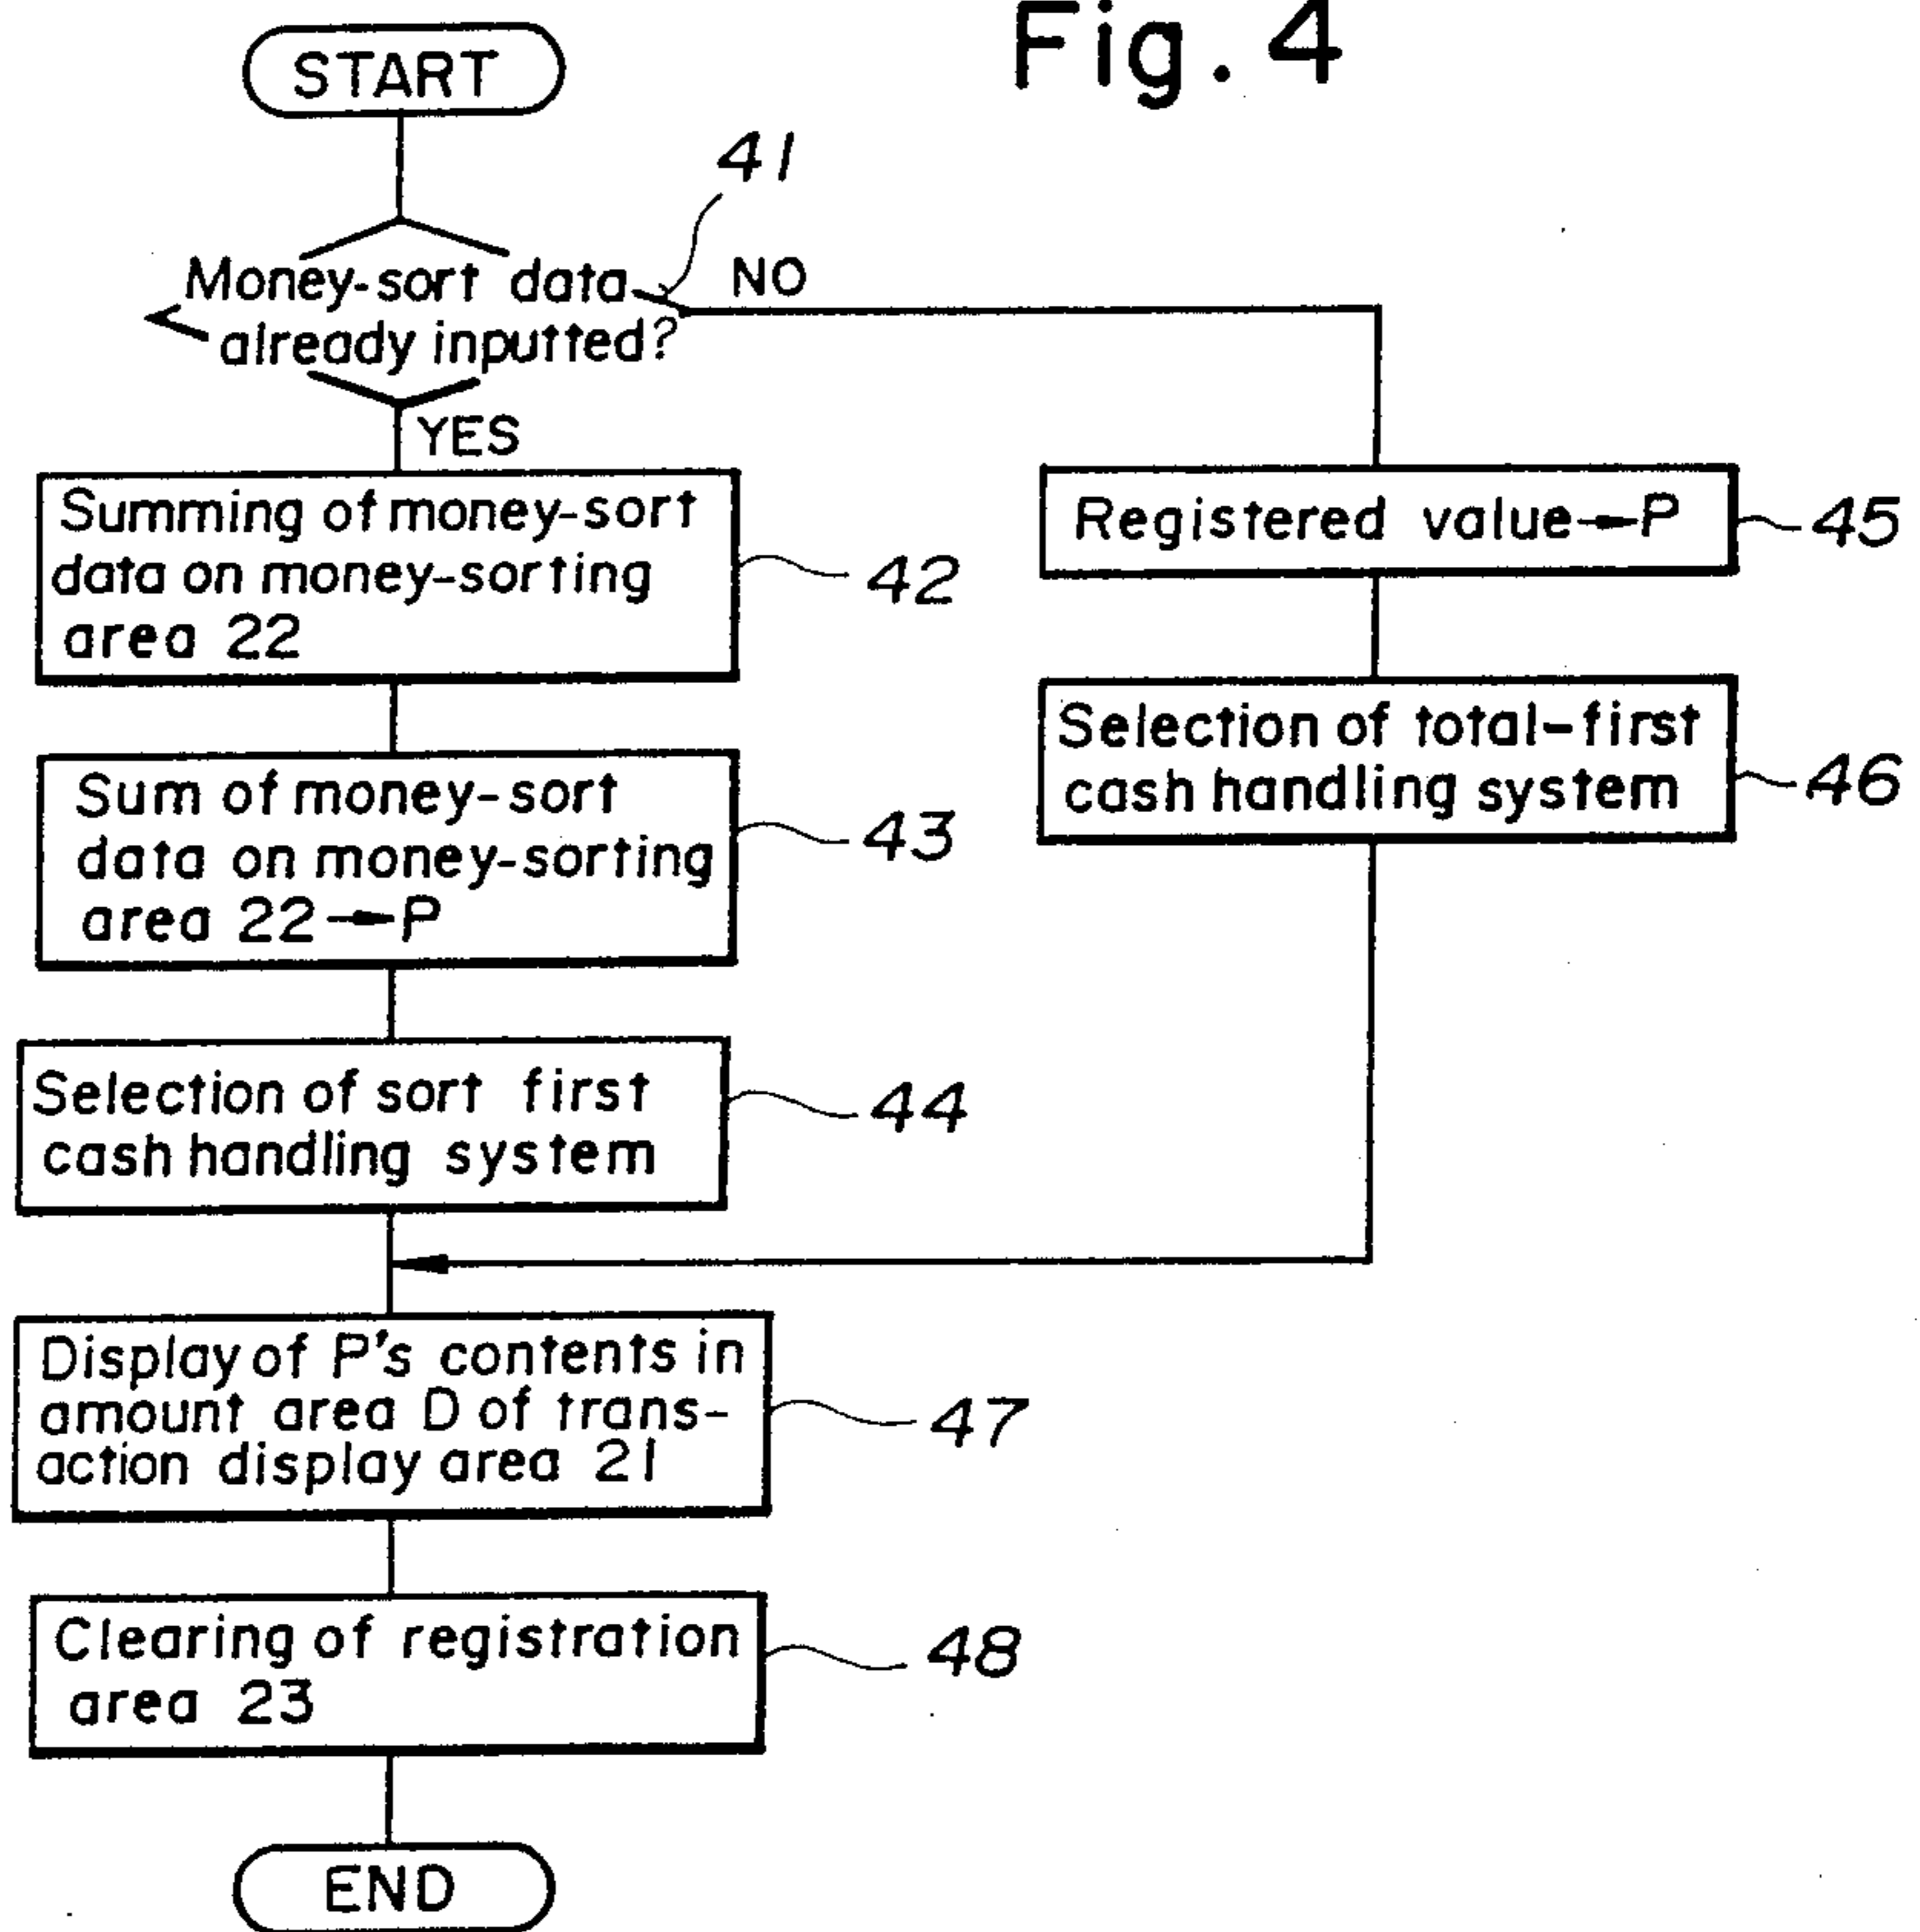 Fig. 4
START
41
Money-sort data
already inputted?
NO
YES
Summing of money-sort
data on money-sorting
area 22
42
Registered value→P
45
Sum of money-sort
data on money-sorting
area 22→P
43
Selection of total-first
cash handling system
46
Selection of sort first
cash handling system
44
Display of P's contents in
amount area D of trans-
action display area 21
47
Clearing of registration
area 23
48
END